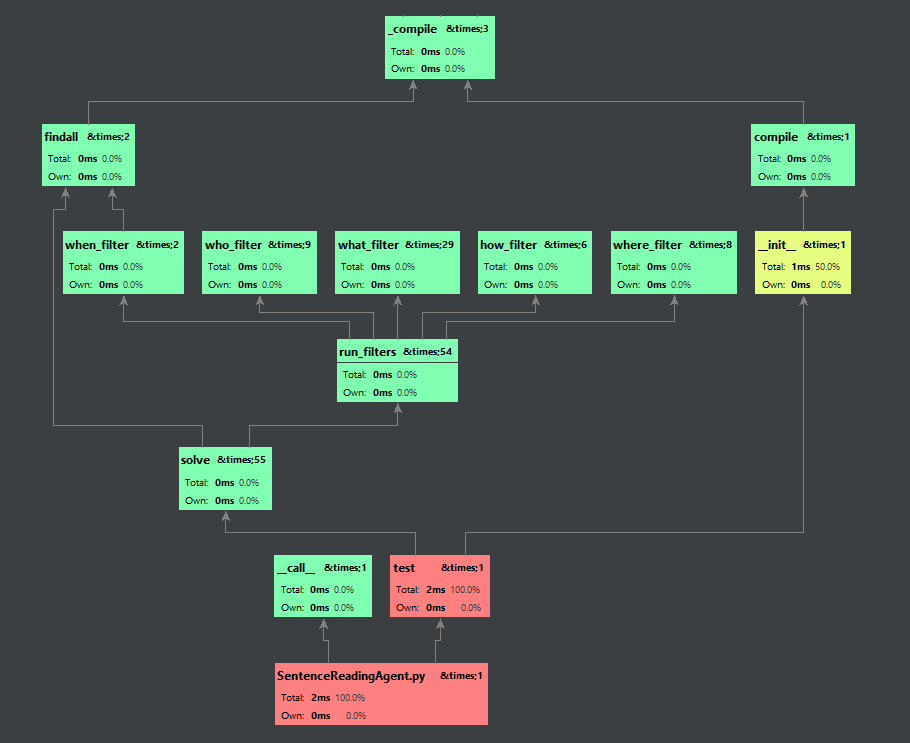 _compile &times;3
Total: 0ms 0.0%
Own: 0ms 0.0%
findall &times;2
Total: 0ms 0.0%
Own: 0ms 0.0%
compile &times;1
Total: 0ms 0.0%
Own: 0ms 0.0%
when_filter &times;2
Total: 0ms 0.0%
Own: 0ms 0.0%
who_filter &times;9
Total: 0ms 0.0%
Own: 0ms 0.0%
what_filter &times;29
Total: 0ms 0.0%
Own: 0ms 0.0%
how_filter &times;6
Total: 0ms 0.0%
Own: 0ms 0.0%
where_filter &times;8
Total: 0ms 0.0%
Own: 0ms 0.0%
__init__ &times;1
Total: 1ms 50.0%
Own: 0ms 0.0%
run_filters &times;54
Total: 0ms 0.0%
Own: 0ms 0.0%
solve &times;55
Total: 0ms 0.0%
Own: 0ms 0.0%
__call__ &times;1
Total: 0ms 0.0%
Own: 0ms 0.0%
test &times;1
Total: 2ms 100.0%
Own: 0ms 0.0%
SentenceReadingAgent.py &times;1
Total: 2ms 100.0%
Own: 0ms 0.0%